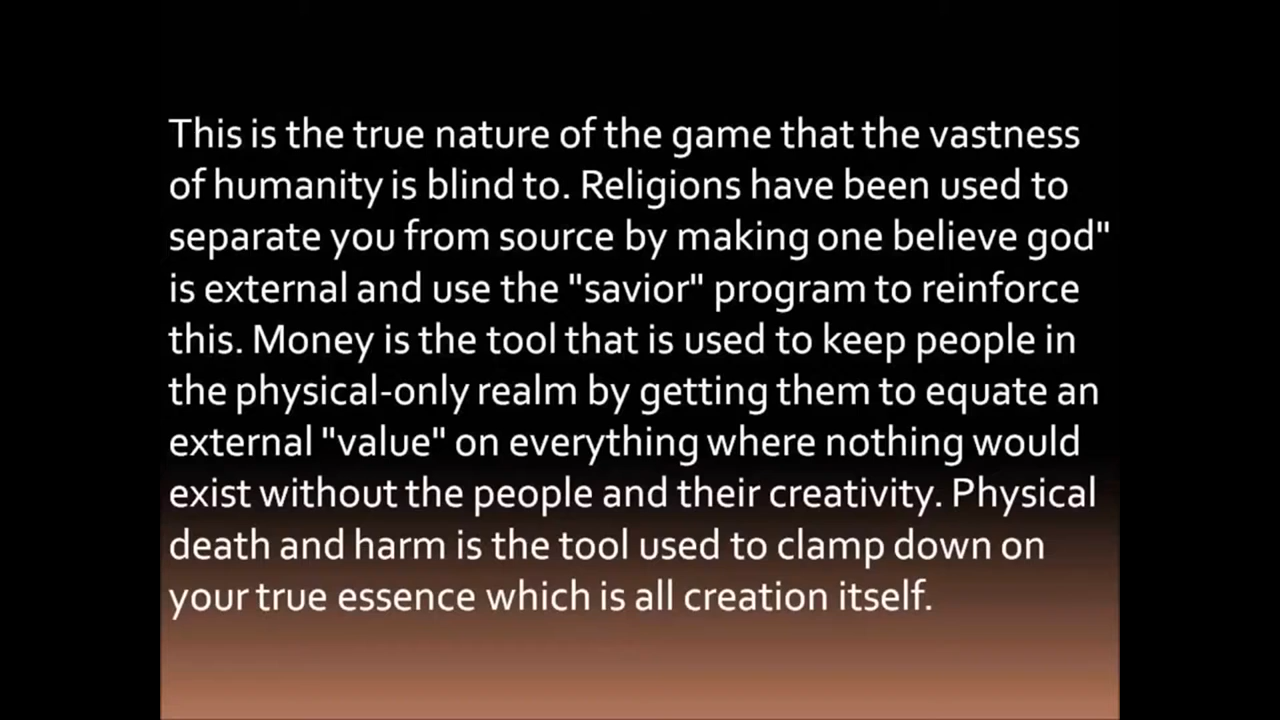 This is the true nature of the game that the vastness
of humanity is blind to. Religions have been used to
separate you from source by making one believe god"
is external and use the "savior" program to reinforce
this. Money is the tool that is used to keep people in
the physical-only realm by getting them to equate an
external "value" on everything where nothing would
exist without the people and their creativity. Physical
death and harm is the tool used to clamp down on
your true essence which is all creation itself.